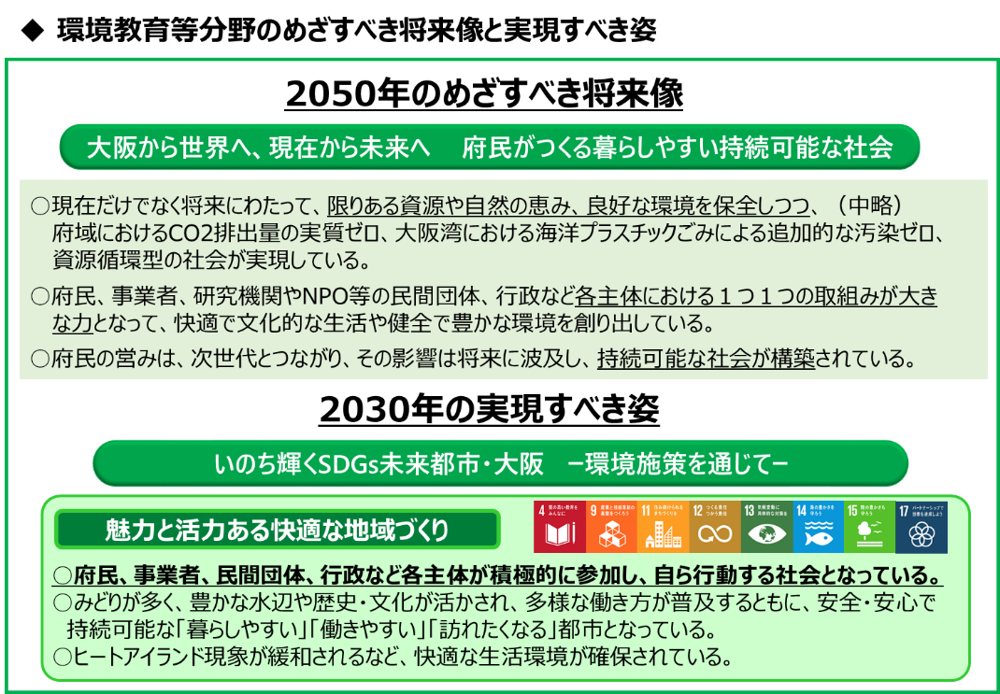 ◆ 環境教育等分野のめざすべき将来像と実現すべき姿
2050年のめざすべき将来像
大阪から世界へ、現在から未来へ　府民がつくる暮らしやすい持続可能な社会
○現在だけでなく将来にわたって、限りある資源や自然の恵み、良好な環境を保全しつつ、（中略）
府域におけるCO2排出量の実質ゼロ、大阪湾における海洋プラスチックごみによる追加的な汚染ゼロ、
資源循環型の社会が実現している。
○府民、事業者、研究機関やNPO等の民間団体、行政など各主体における１つ１つの取組みが大き
な力となって、快適で文化的な生活や健全で豊かな環境を創り出している。
○府民の営みは、次世代とつながり、その影響は将来に波及し、持続可能な社会が構築されている。
2030年の実現すべき姿
いのち輝くSDGs未来都市・大阪　－環境施策を通じて－
魅力と活力ある快適な地域づくり
4 質の高い教育をみんなに
9 産業と技術革新の基盤をつくろう
11 住み続けられるまちづくりを
12 つくる責任つかう責任
13 気候変動に具体的な対策を
14 海の豊かさを守ろう
15 陸の豊かさも守ろう
17 パートナーシップで目標を達成しよう
○府民、事業者、民間団体、行政など各主体が積極的に参加し、自ら行動する社会となっている。
○みどりが多く、豊かな水辺や歴史・文化が活かされ、多様な働き方が普及するともに、安全・安心で
持続可能な「暮らしやすい」「働きやすい」「訪れたくなる」都市となっている。
○ヒートアイランド現象が緩和されるなど、快適な生活環境が確保されている。